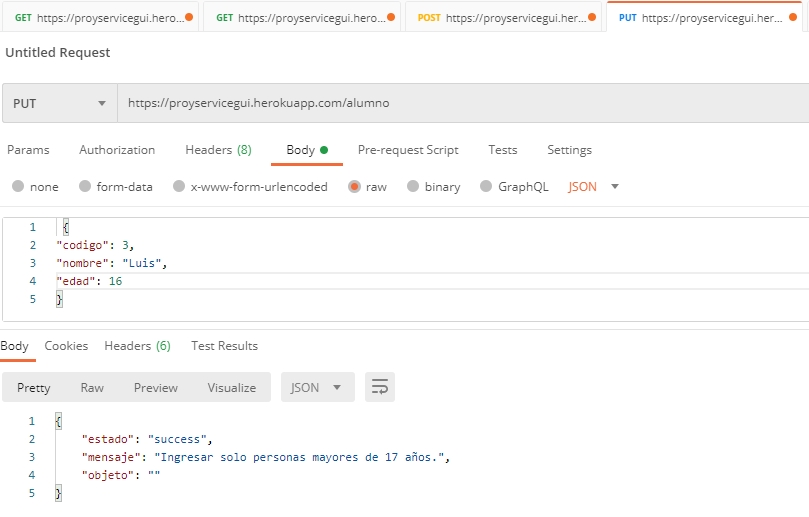 GET https://proyservicegui.hero...
GET https://proyservicegui.hero...
POST https://proyservicegui.her...
PUT https://proyservicegui.her...
Untitled Request
PUT https://proyservicegui.herokuapp.com/alumno
Params Authorization Headers (8) Body Pre-request Script Tests Settings
none form-data x-www-form-urlencoded raw binary GraphQL JSON
1 {
2 "codigo": 3,
3 "nombre": "Luis",
4 "edad": 16
5 }
Body Cookies Headers (6) Test Results
Pretty Raw Preview Visualize JSON
1 {
2 "estado": "success",
3 "mensaje": "Ingresar solo personas mayores de 17 años.",
4 "objeto": ""
5 }